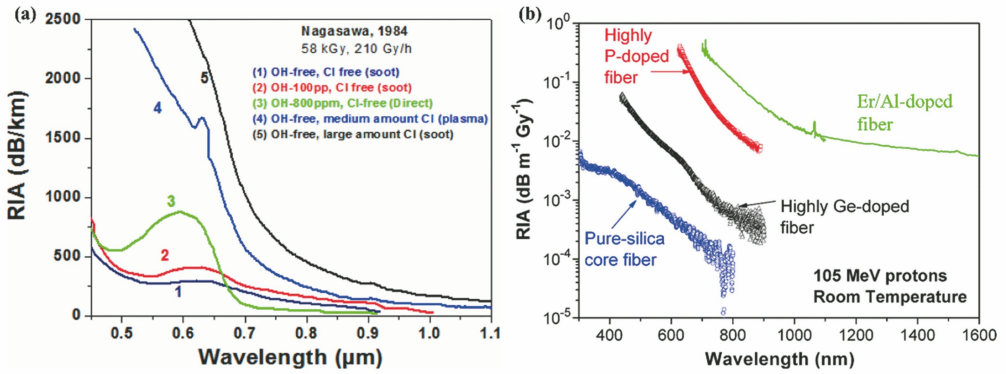 (a)
Nagasawa, 1984
58 kGy, 210 Gy/h
(1) OH-free, Cl free (soot)
(2) OH-100pp, Cl free (soot)
(3) OH-800ppm, Cl-free (Direct)
(4) OH-free, medium amount Cl (plasma)
(5) OH-free, large amount Cl (soot)
5
4
3
2
1
2500
2000
1500
1000
500
0
RIA (dB/km)
0.5 0.6 0.7 0.8 0.9 1.0 1.1
Wavelength (µm)
(b)
Highly
P-doped
fiber
Er/Al-doped
fiber
Highly Ge-doped
fiber
Pure-silica
core fiber
105 MeV protons
Room Temperature
10⁰
10⁻¹
10⁻²
10⁻³
10⁻⁴
10⁻⁵
RIA (dB m⁻¹ Gy⁻¹)
400 600 800 1000 1200 1400 1600
Wavelength (nm)